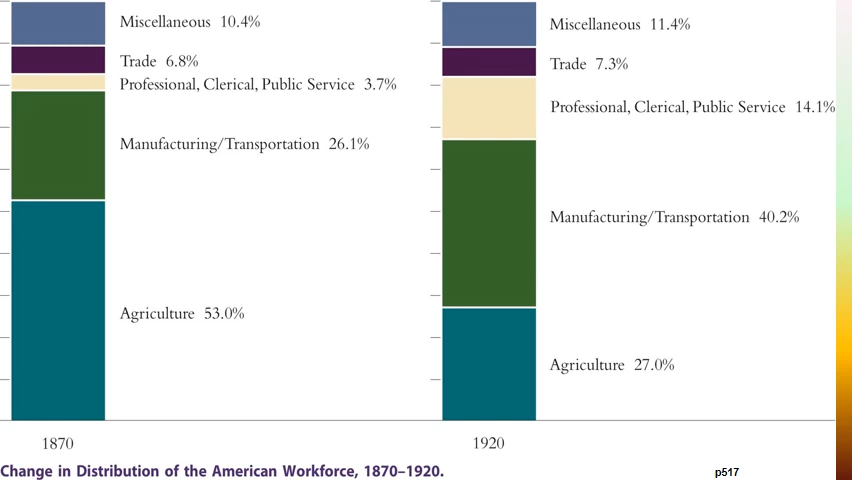 Miscellaneous 10.4%
Trade 6.8%
Professional, Clerical, Public Service 3.7%
Manufacturing/Transportation 26.1%
Agriculture 53.0%
1870
Miscellaneous 11.4%
Trade 7.3%
Professional, Clerical, Public Service 14.1%
Manufacturing/Transportation 40.2%
Agriculture 27.0%
1920
Change in Distribution of the American Workforce, 1870–1920.
p517